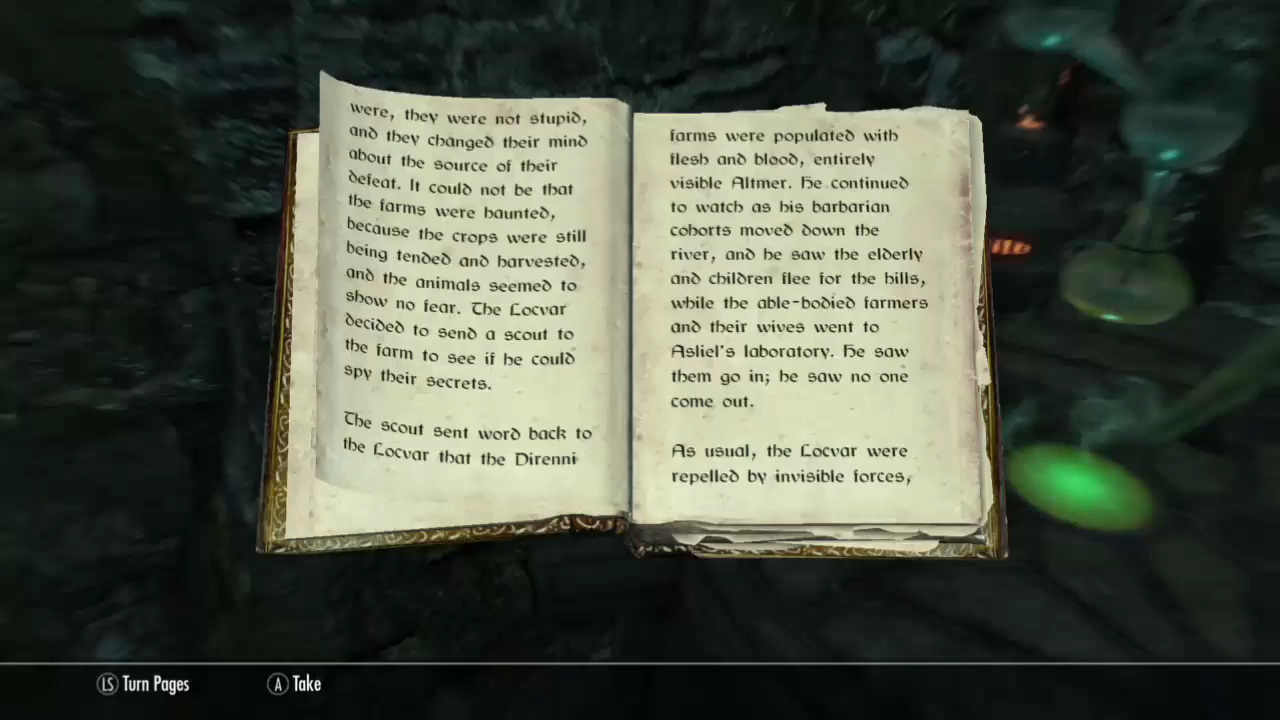 were, they were not stupid,
and they changed their mind
about the source of their
defeat. It could not be that
the farms were haunted,
because the crops were still
being tended and harvested,
and the animals seemed to
show no fear. The Locvar
decided to send a scout to
the farm to see if he could
spy their secrets.
The scout sent word back to
the Locvar that the Direnni
farms were populated with
flesh and blood, entirely
visible Altmer. He continued
to watch as his barbarian
cohorts moved down the
river, and he saw the elderly
and children flee for the hills,
while the able-bodied farmers
and their wives went to
Asliel's laboratory. He saw
them go in; he saw no one
come out.
As usual, the Locvar were
repelled by invisible forces,
LS Turn Pages
A Take